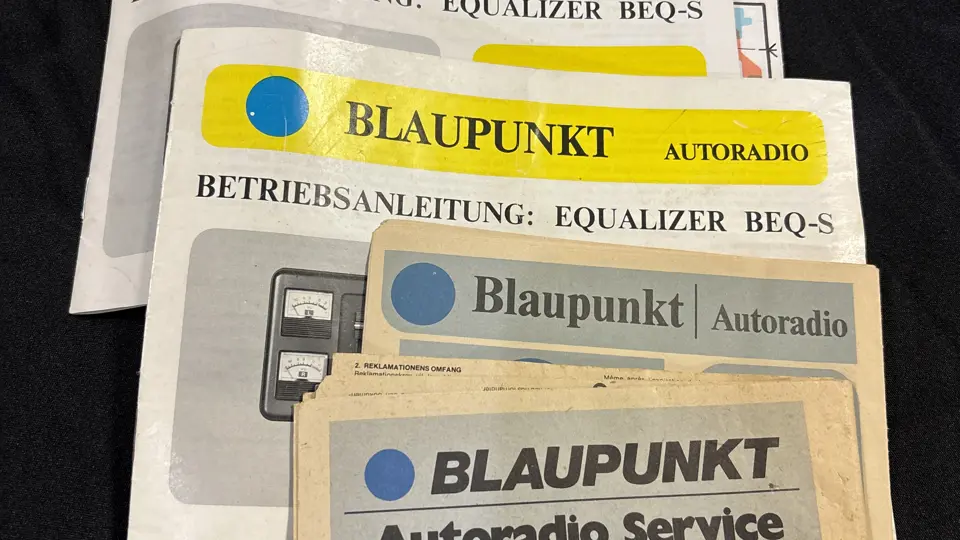 EQUALIZER BEQ-S
BLAUPUNKT AUTORADIO
BETRIEBSANLEITUNG: EQUALIZER BEQ-S
Blaupunkt | Autoradio
2. REKLAMATIONENS OMFANG
BLAUPUNKT
Autoradio Service